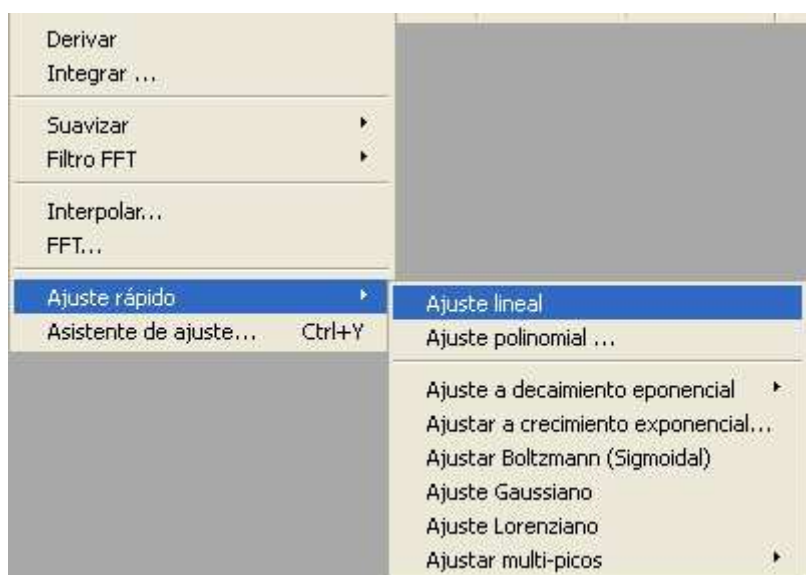 Derivar
Integrar ...
Suavizar
Filtro FFT
Interpolar...
FFT...
Ajuste rápido
Asistente de ajuste... Ctrl+Y
Ajuste lineal
Ajuste polinomial ...
Ajuste a decaimiento eponencial
Ajustar a crecimiento exponencial...
Ajustar Boltzmann (Sigmoidal)
Ajuste Gaussiano
Ajuste Lorenziano
Ajustar multi-picos